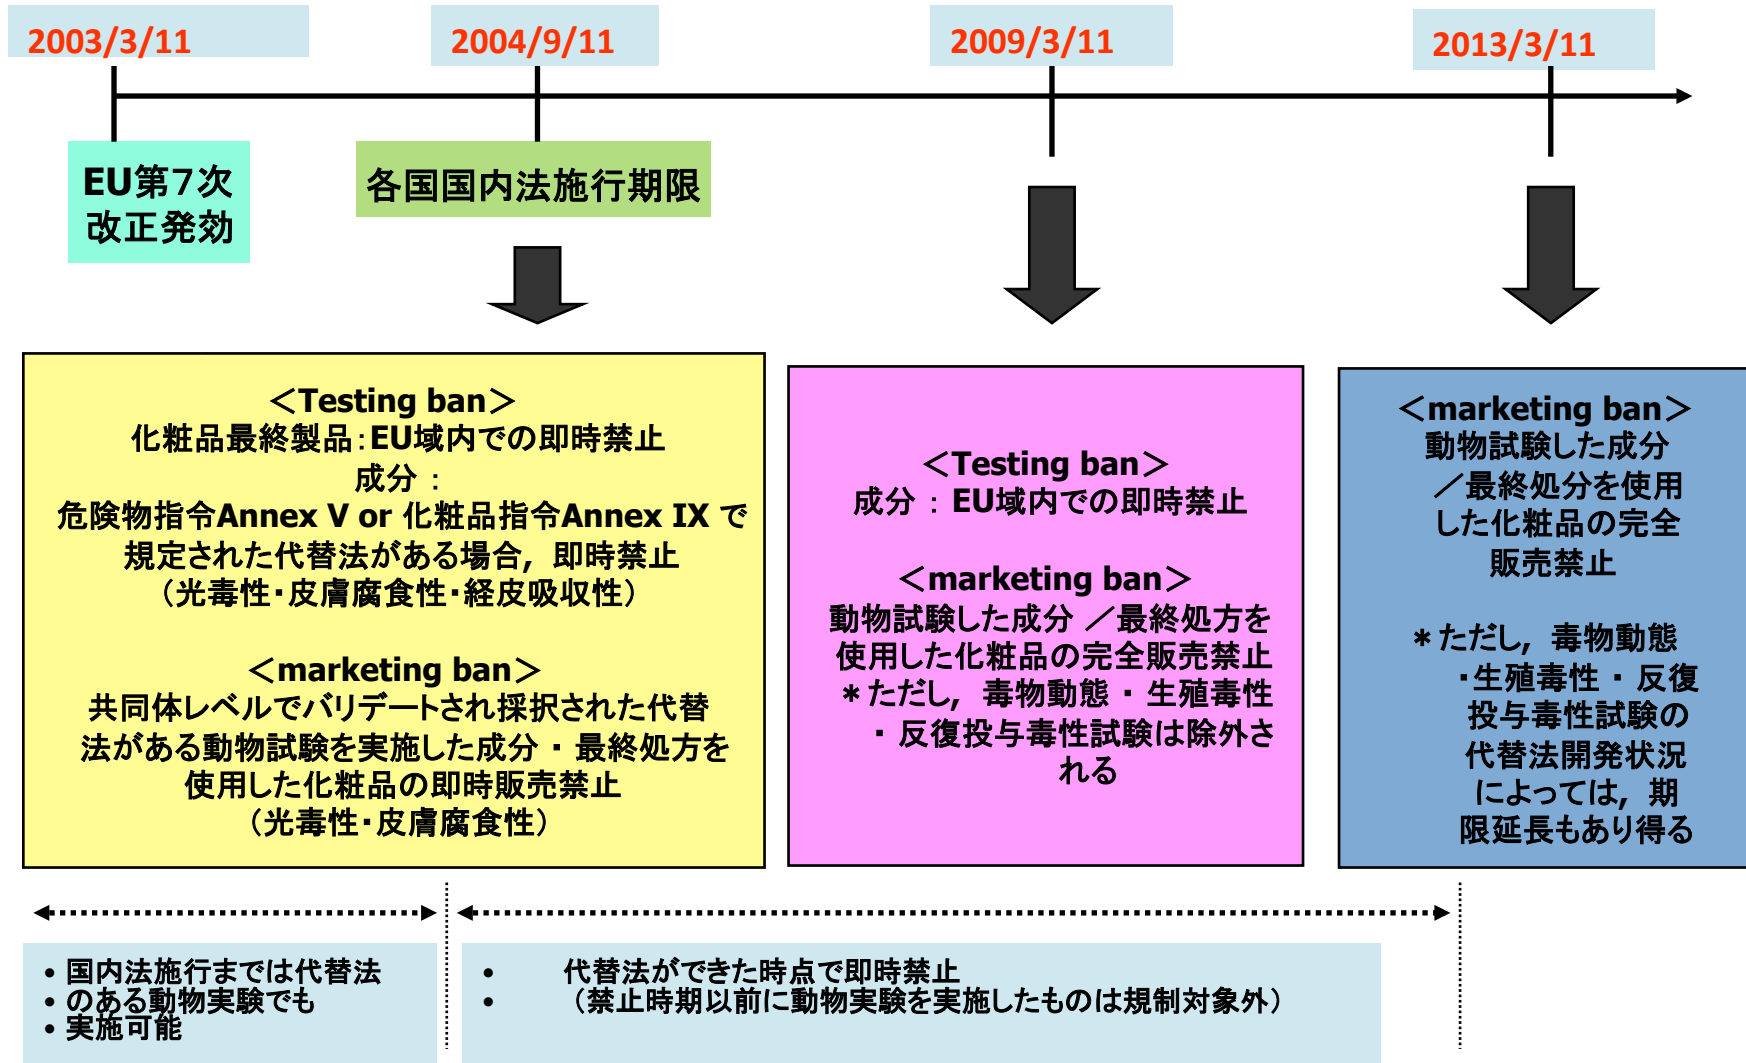 2003/3/11
2004/9/11
2009/3/11
2013/3/11
EU第7次
改正発効
各国国内法施行期限
＜Testing ban＞
化粧品最終製品：EU域内での即時禁止
成分：
危険物指令Annex V or 化粧品指令Annex IX で
規定された代替法がある場合，即時禁止
（光毒性・皮膚腐食性・経皮吸収性）
＜marketing ban＞
共同体レベルでバリデートされ採択された代替
法がある動物試験を実施した成分・最終処方を
使用した化粧品の即時販売禁止
（光毒性・皮膚腐食性）
＜Testing ban＞
成分：EU域内での即時禁止
＜marketing ban＞
動物試験した成分／最終処方を
使用した化粧品の完全販売禁止
＊ただし，毒物動態・生殖毒性
・反復投与毒性試験は除外さ
れる
＜marketing ban＞
動物試験した成分
／最終処分を使用
した化粧品の完全
販売禁止
＊ただし，毒物動態
・生殖毒性・反復
投与毒性試験の
代替法開発状況
によっては，期
限延長もあり得る
• 国内法施行までは代替法
• のある動物実験でも
• 実施可能
• 代替法ができた時点で即時禁止
• （禁止時期以前に動物実験を実施したものは規制対象外）